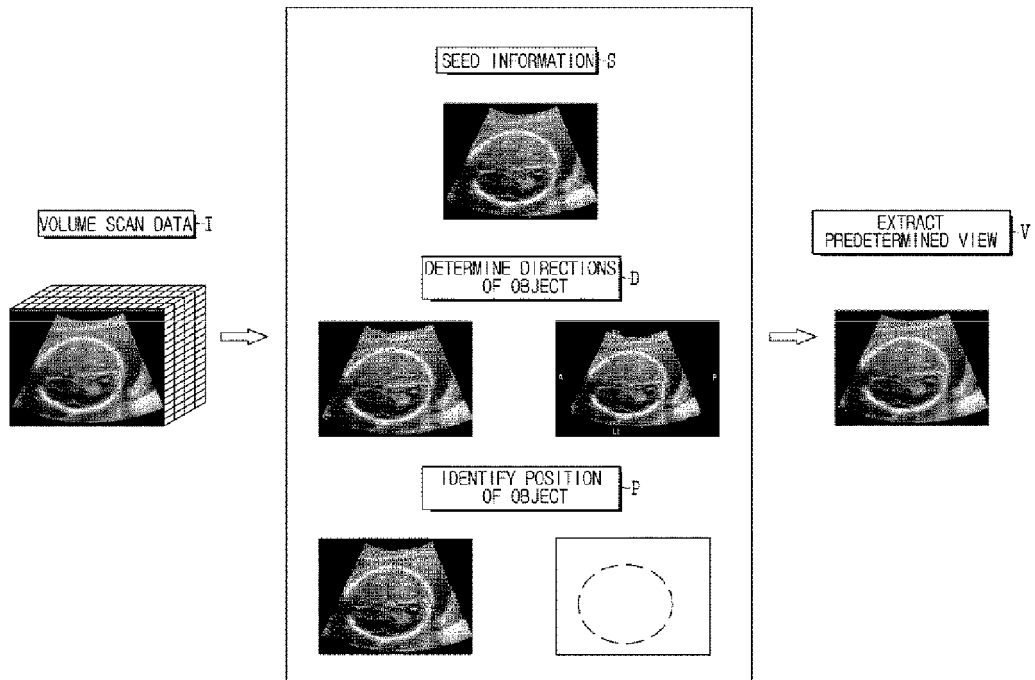 SEED INFORMATION S
VOLUME SCAN DATA I
DETERMINE DIRECTIONS
OF OBJECT D
EXTRACT
PREDETERMINED VIEW V
IDENTIFY POSITION
OF OBJECT P